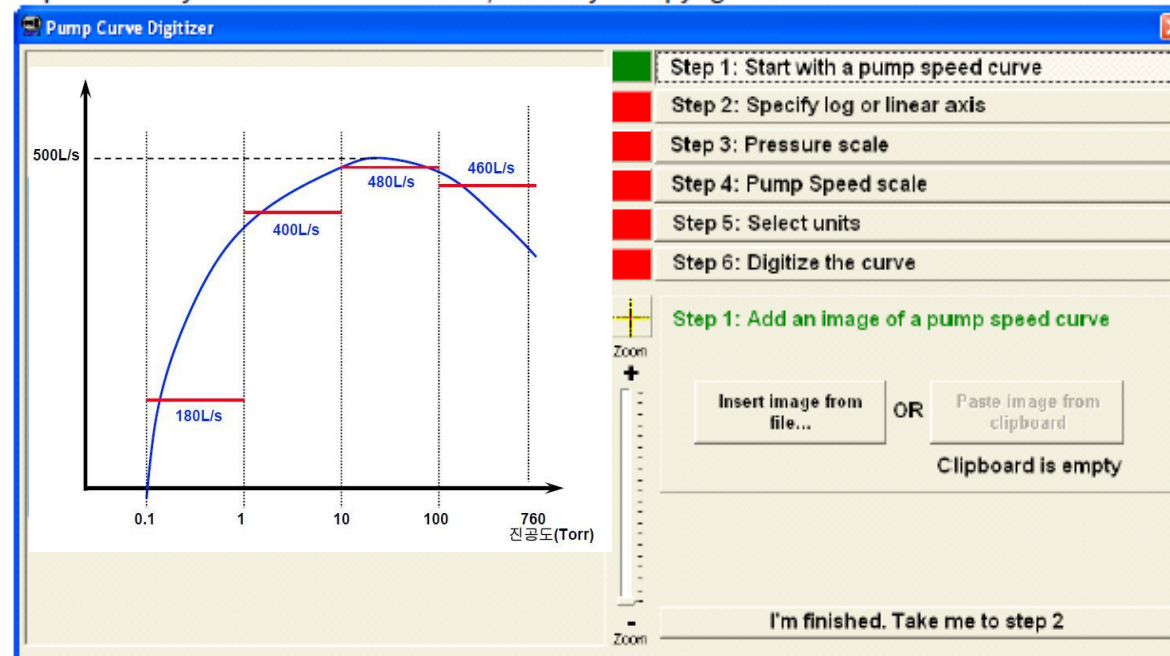 Pump Curve Digitizer
500L/s
460L/s
480L/s
400L/s
180L/s
0.1 1 10 100 760
진공도(Torr)
Step 1: Start with a pump speed curve
Step 2: Specify log or linear axis
Step 3: Pressure scale
Step 4: Pump Speed scale
Step 5: Select units
Step 6: Digitize the curve
Step 1: Add an image of a pump speed curve
Zoom
+
Insert image from
file...
OR
Paste image from
clipboard
Clipboard is empty
-
Zoom
I'm finished. Take me to step 2